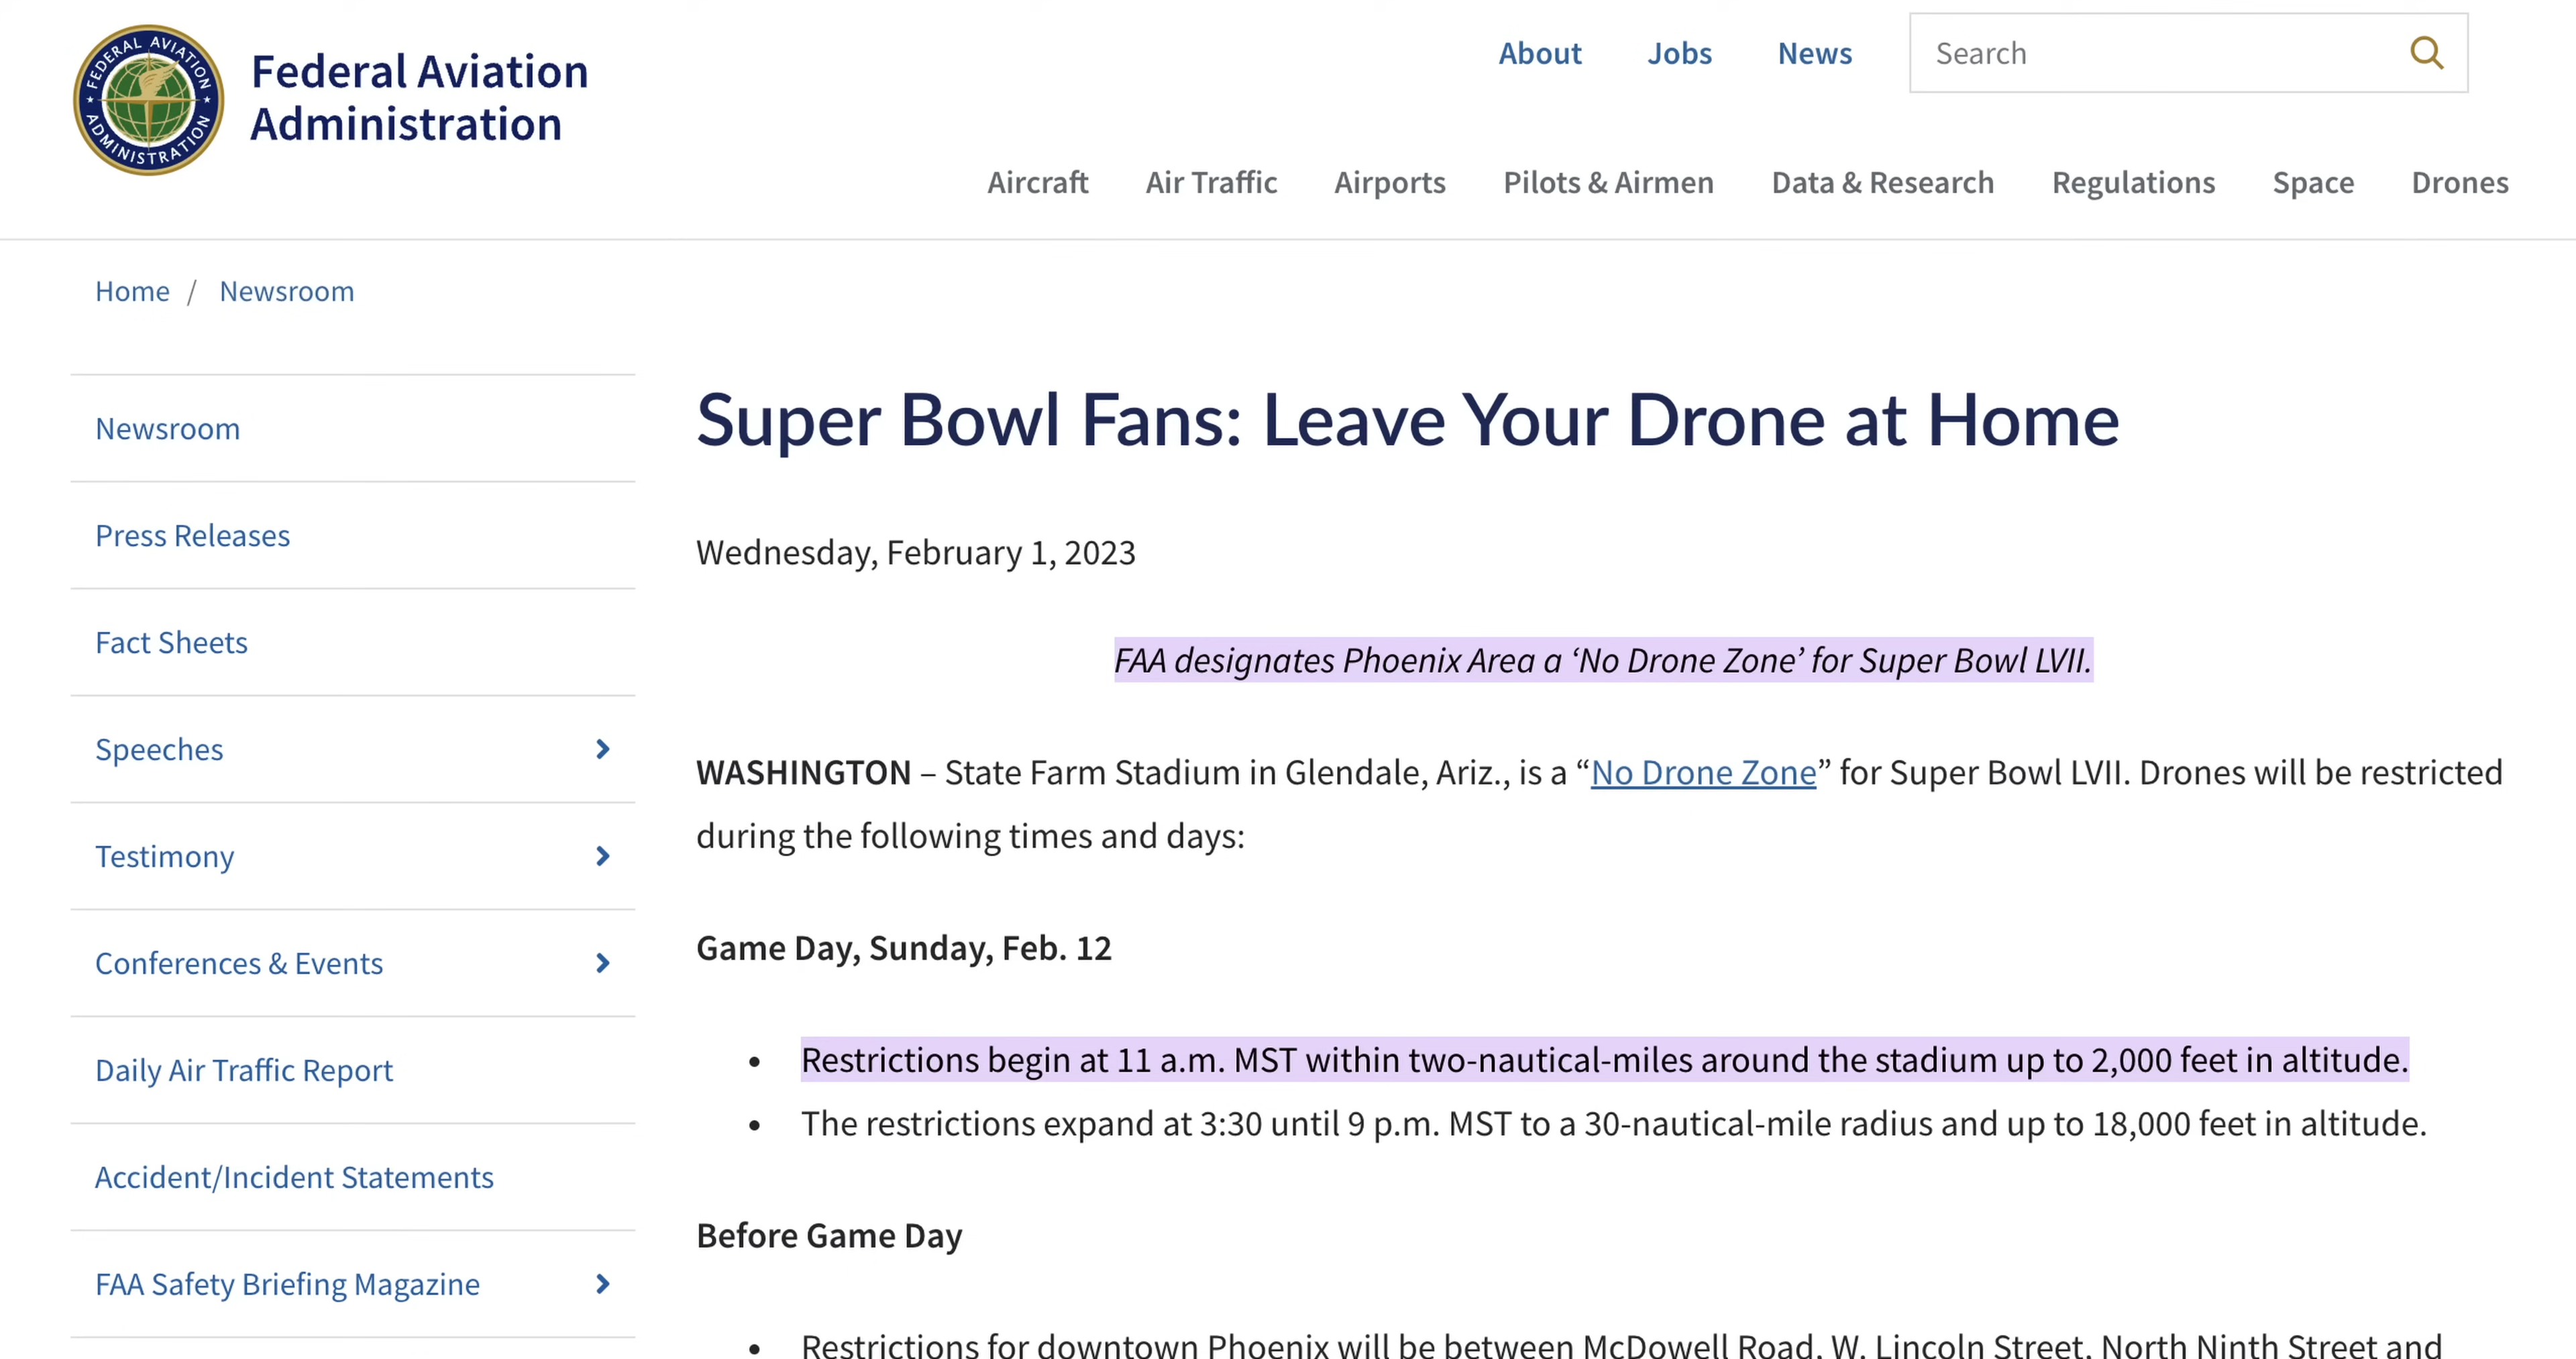 FEDERAL AVIATION ADMINISTRATION
Federal Aviation
Administration
About Jobs News Search
Aircraft Air Traffic Airports Pilots & Airmen Data & Research Regulations Space Drones
Home / Newsroom
Newsroom
Press Releases
Fact Sheets
Speeches
Testimony
Conferences & Events
Daily Air Traffic Report
Accident/Incident Statements
FAA Safety Briefing Magazine
Super Bowl Fans: Leave Your Drone at Home
Wednesday, February 1, 2023
FAA designates Phoenix Area a ‘No Drone Zone’ for Super Bowl LVII.
WASHINGTON – State Farm Stadium in Glendale, Ariz., is a “No Drone Zone” for Super Bowl LVII. Drones will be restricted
during the following times and days:
Game Day, Sunday, Feb. 12
• Restrictions begin at 11 a.m. MST within two-nautical-miles around the stadium up to 2,000 feet in altitude.
• The restrictions expand at 3:30 until 9 p.m. MST to a 30-nautical-mile radius and up to 18,000 feet in altitude.
Before Game Day
• Restrictions for downtown Phoenix will be between McDowell Road, W. Lincoln Street, North Ninth Street and